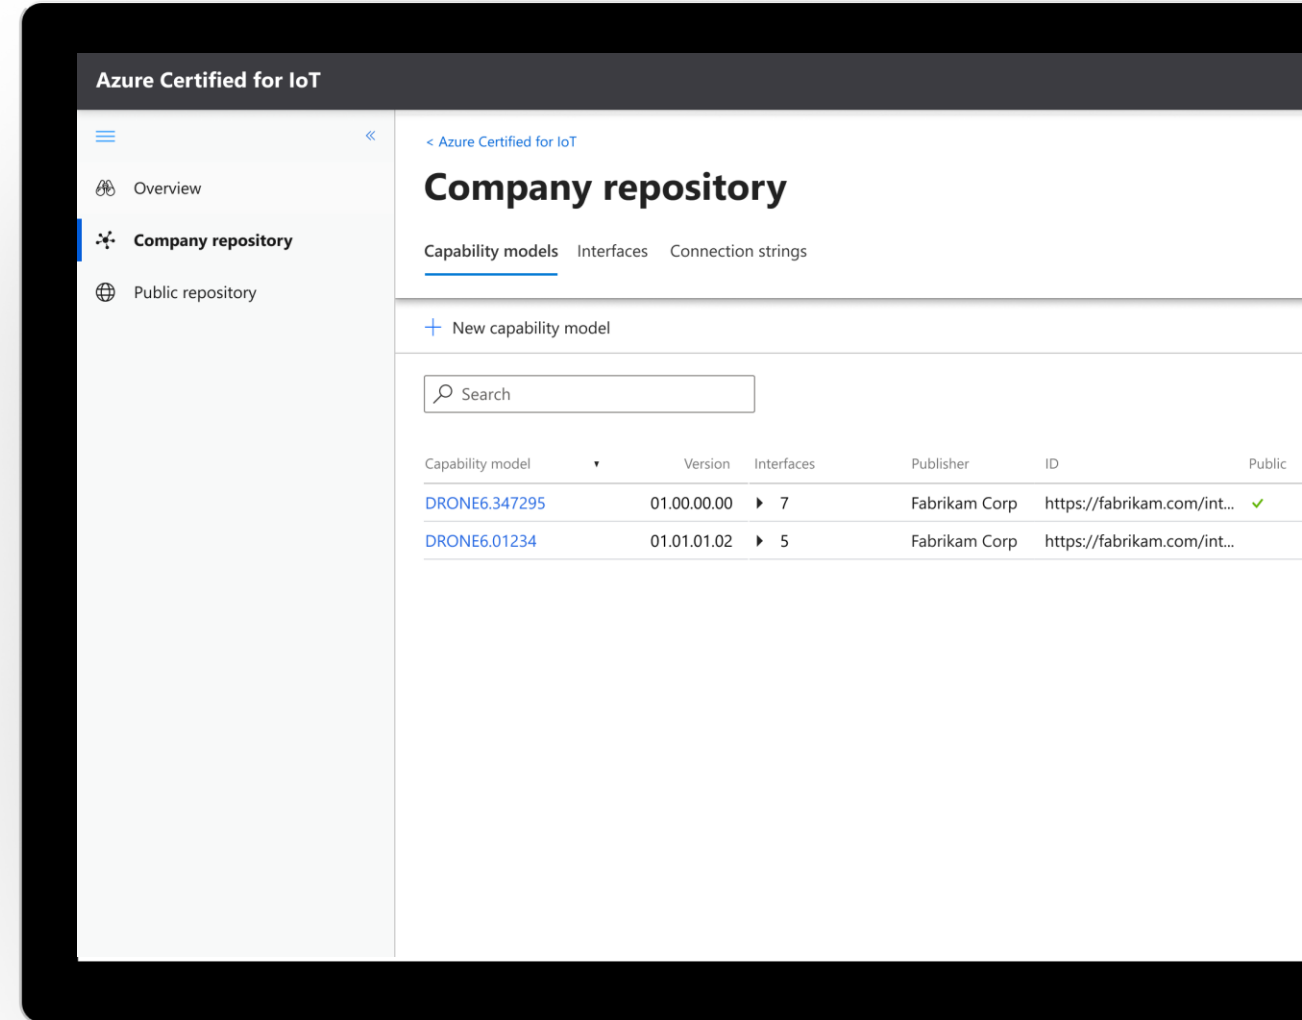 Azure Certified for IoT
Overview
Company repository
Public repository
< Azure Certified for IoT
Company repository
Capability models Interfaces Connection strings
+ New capability model
Search
Capability model Version Interfaces Publisher ID Public
DRONE6.347295 01.00.00.00 7 Fabrikam Corp https://fabrikam.com/int...
DRONE6.01234 01.01.01.02 5 Fabrikam Corp https://fabrikam.com/int...